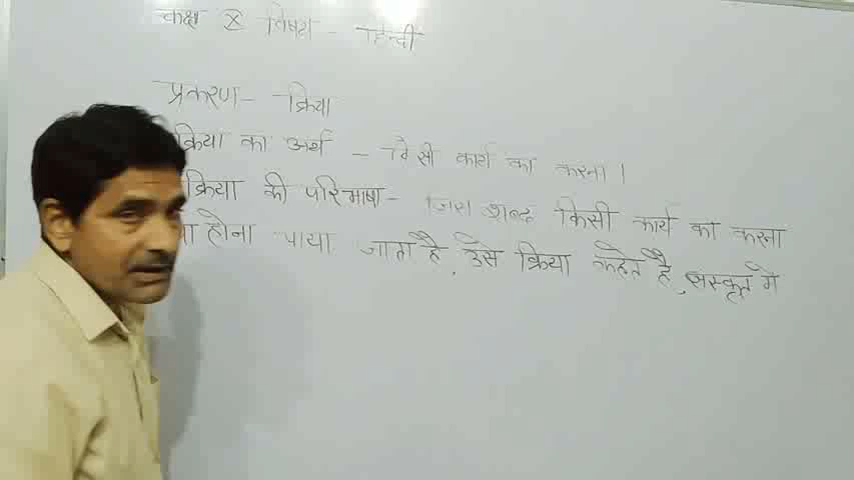 कक्षा X विषय - हिन्दी
प्रकरण - क्रिया
क्रिया का अर्थ - किसी कार्य का करना।
क्रिया की परिभाषा - जिस शब्द किसी कार्य का करना
होना पाया जाता है, उसे क्रिया कहते है, संस्कृत में